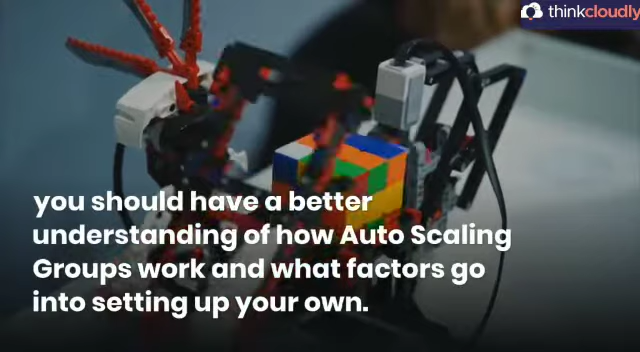 thinkcloudly
you should have a better
understanding of how Auto Scaling
Groups work and what factors go
into setting up your own.